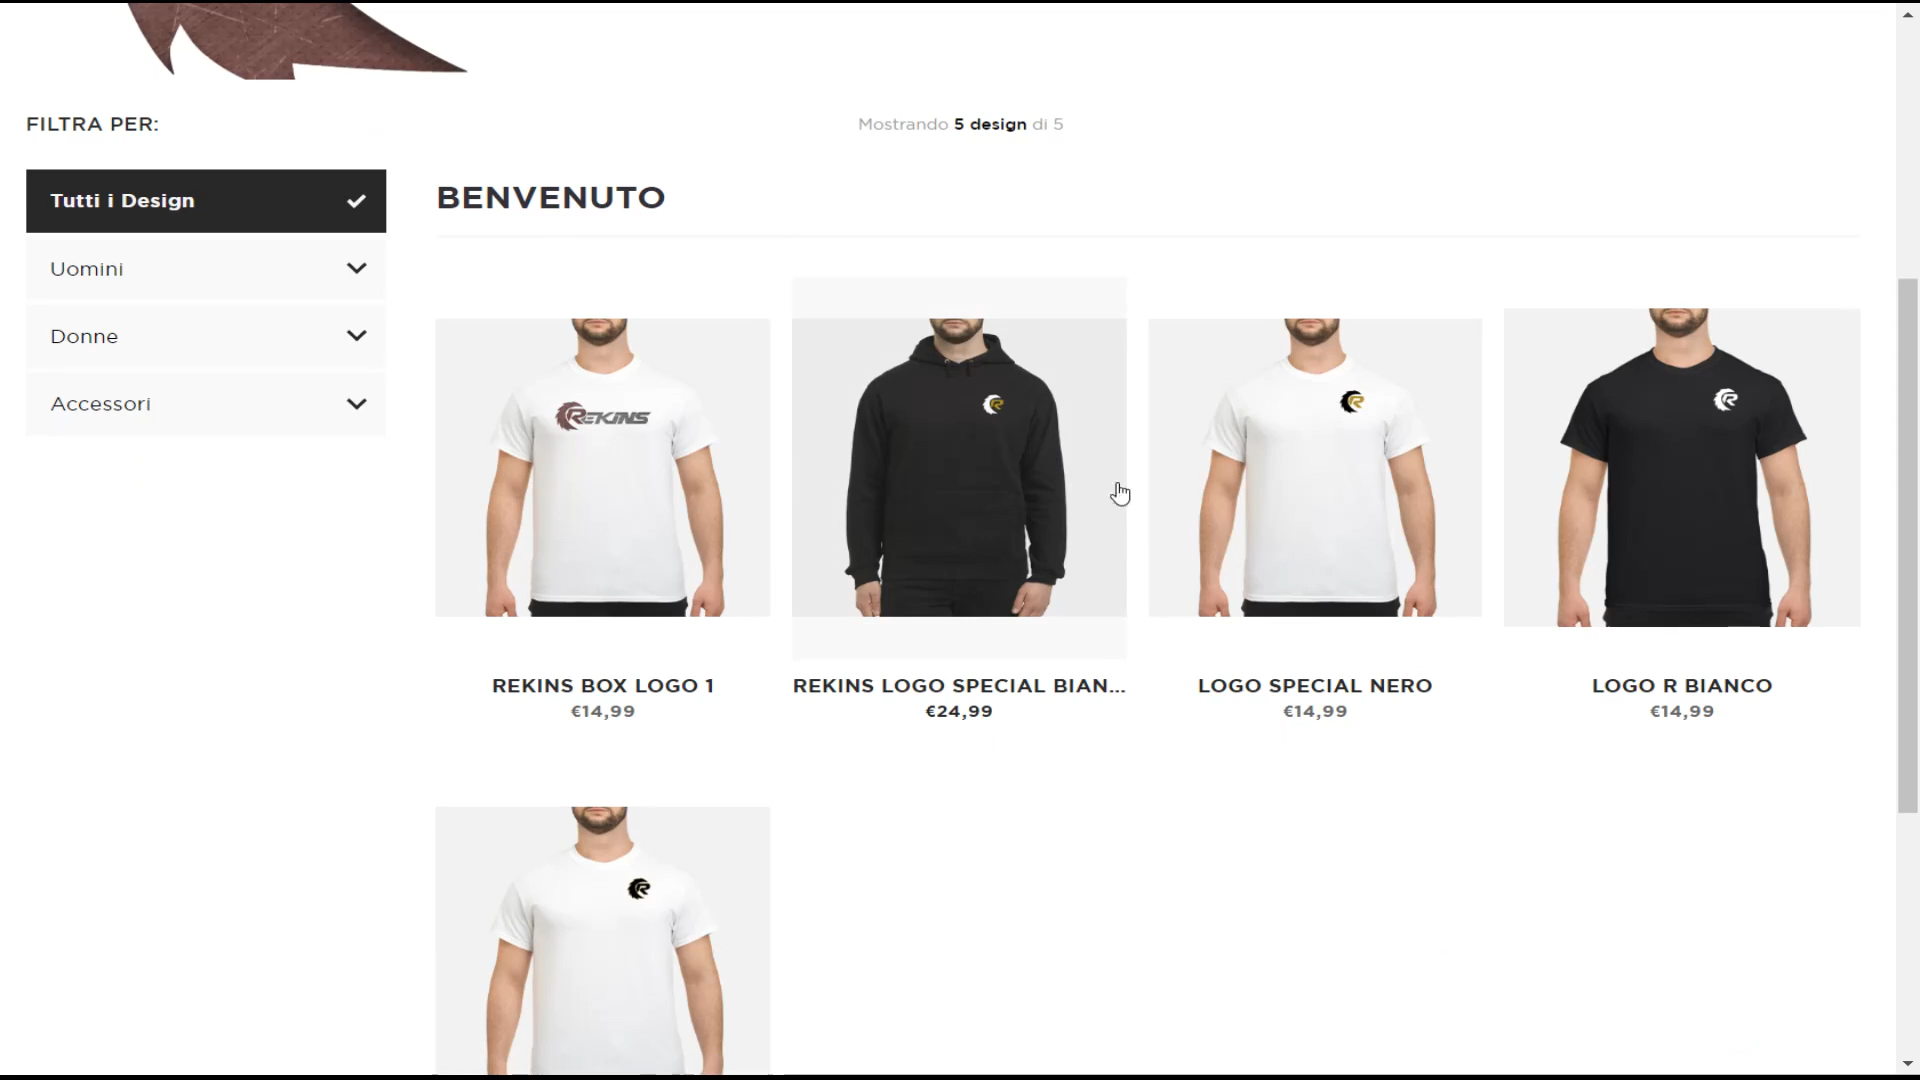 FILTRA PER:
Mostrando 5 design di 5
Tutti i Design
Uomini
Donne
Accessori
BENVENUTO
REKINS
REKINS BOX LOGO 1
€14,99
REKINS LOGO SPECIAL BIAN...
€24,99
LOGO SPECIAL NERO
€14,99
LOGO R BIANCO
€14,99